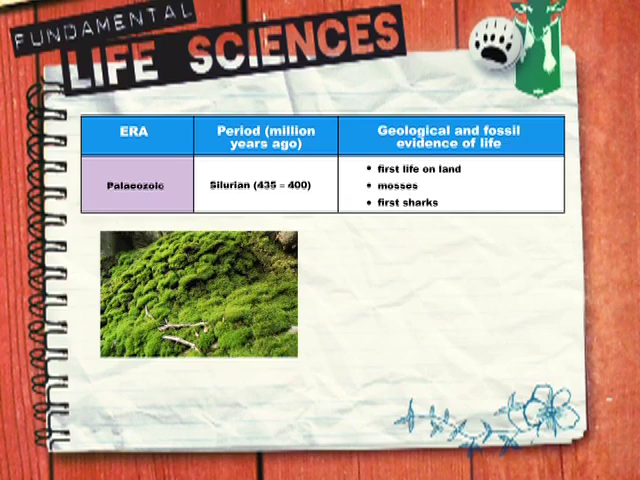 FUNDAMENTAL
LIFE SCIENCES
ERA
Period (million
years ago)
Geological and fossil
evidence of life
Palaeozoic
Silurian (435 – 400)
• first life on land
• mosses
• first sharks